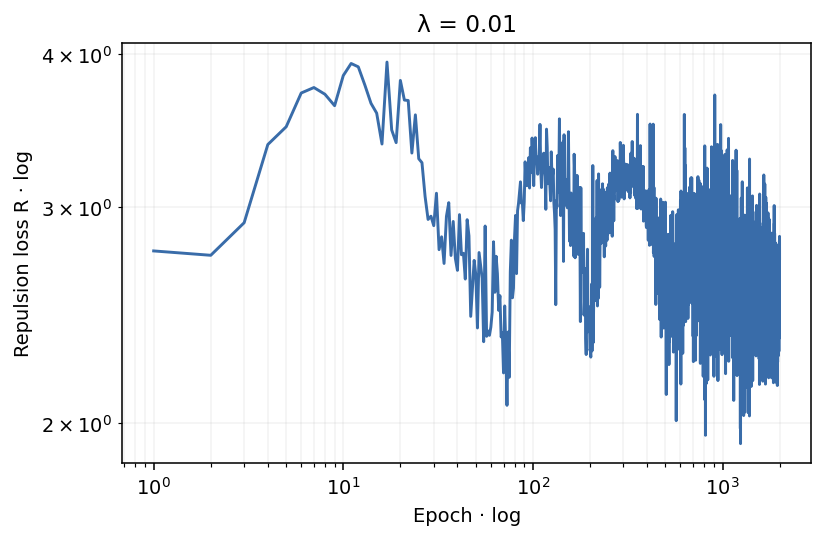 λ = 0.01
4 × 10⁰
3 × 10⁰
2 × 10⁰
Repulsion loss R · log
10⁰ 10¹ 10² 10³
Epoch · log